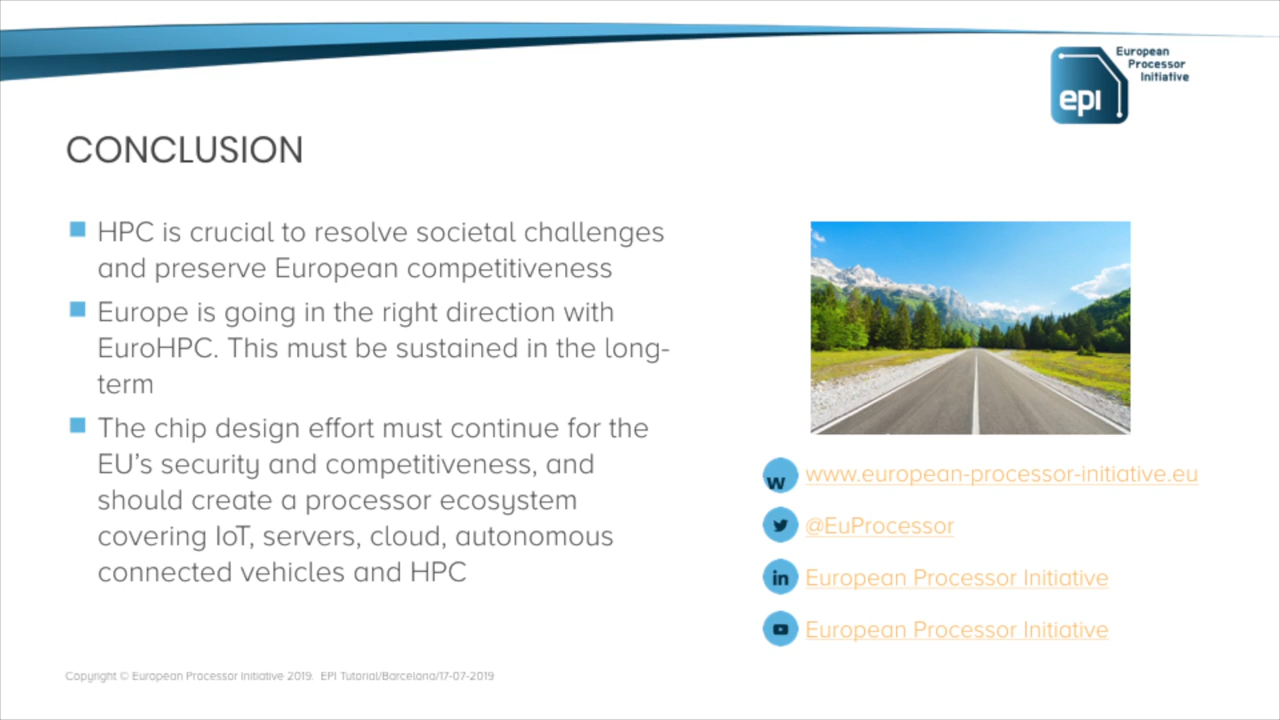 European
Processor
Initiative
epi
CONCLUSION
HPC is crucial to resolve societal challenges
and preserve European competitiveness
Europe is going in the right direction with
EuroHPC. This must be sustained in the long-
term
The chip design effort must continue for the
EU’s security and competitiveness, and
should create a processor ecosystem
covering IoT, servers, cloud, autonomous
connected vehicles and HPC
w www.european-processor-initiative.eu
@EuProcessor
in European Processor Initiative
European Processor Initiative
Copyright © European Processor Initiative 2019. EPI Tutorial/Barcelona/17-07-2019